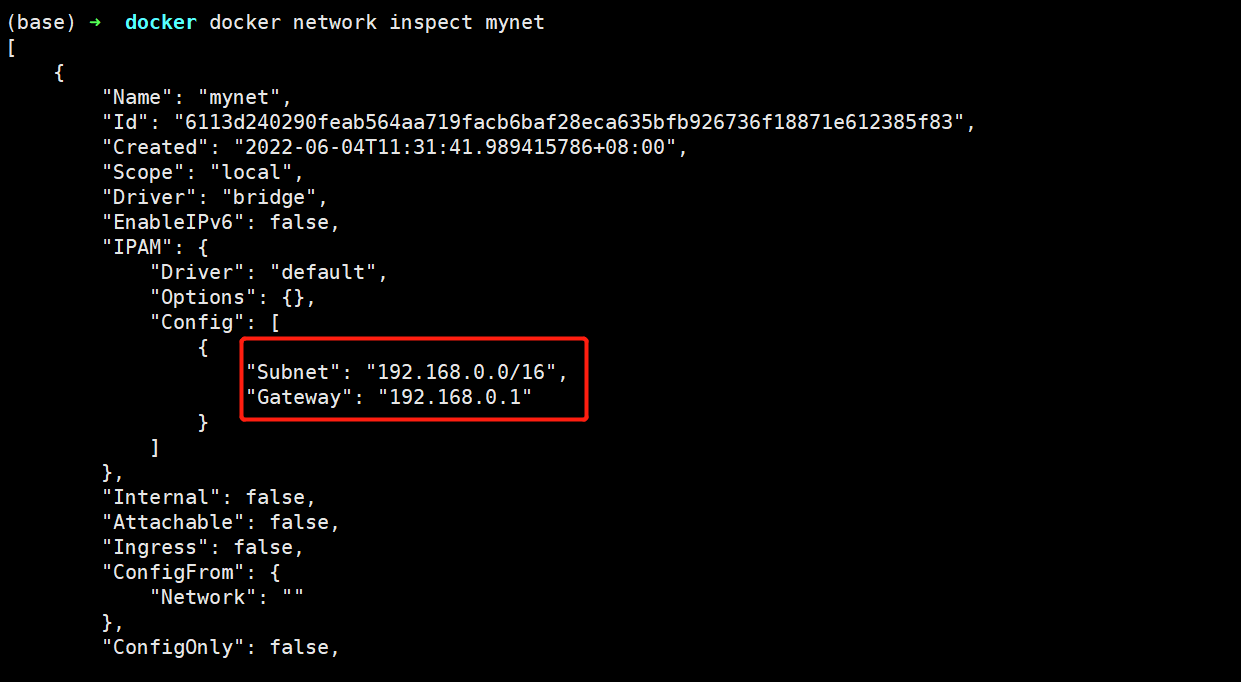 (base) → docker docker network inspect mynet
[
    {
        "Name": "mynet",
        "Id": "6113d240290feab564aa719facb6baf28eca635bfb926736f18871e612385f83",
        "Created": "2022-06-04T11:31:41.989415786+08:00",
        "Scope": "local",
        "Driver": "bridge",
        "EnableIPv6": false,
        "IPAM": {
            "Driver": "default",
            "Options": {},
            "Config": [
                {
                    "Subnet": "192.168.0.0/16",
                    "Gateway": "192.168.0.1"
                }
            ]
        },
        "Internal": false,
        "Attachable": false,
        "Ingress": false,
        "ConfigFrom": {
            "Network": ""
        },
        "ConfigOnly": false,